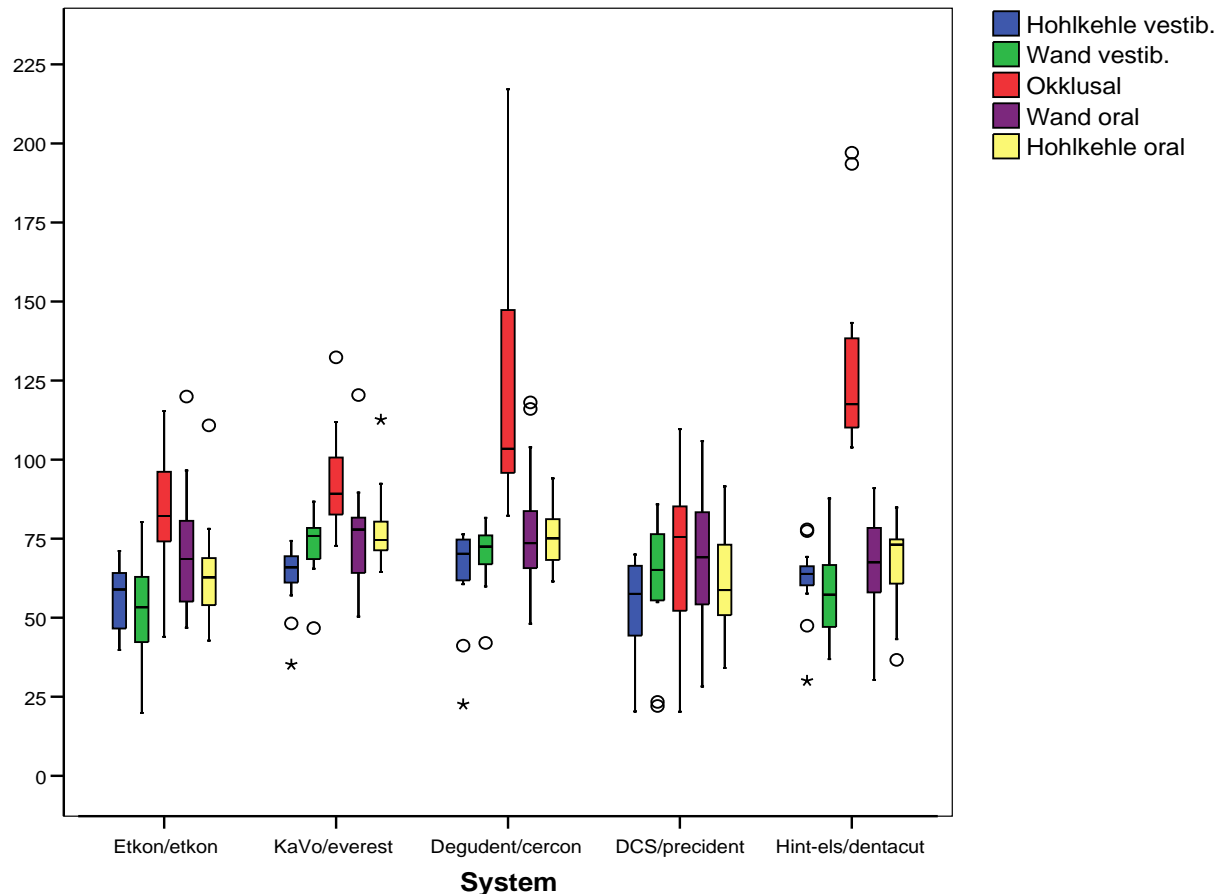 225
200
175
150
125
100
75
50
25
0
Etkon/etkon KaVo/everest Degudent/cercon DCS/precident Hint-els/dentacut
System
Hohlkehle vestib.
Wand vestib.
Okklusal
Wand oral
Hohlkehle oral